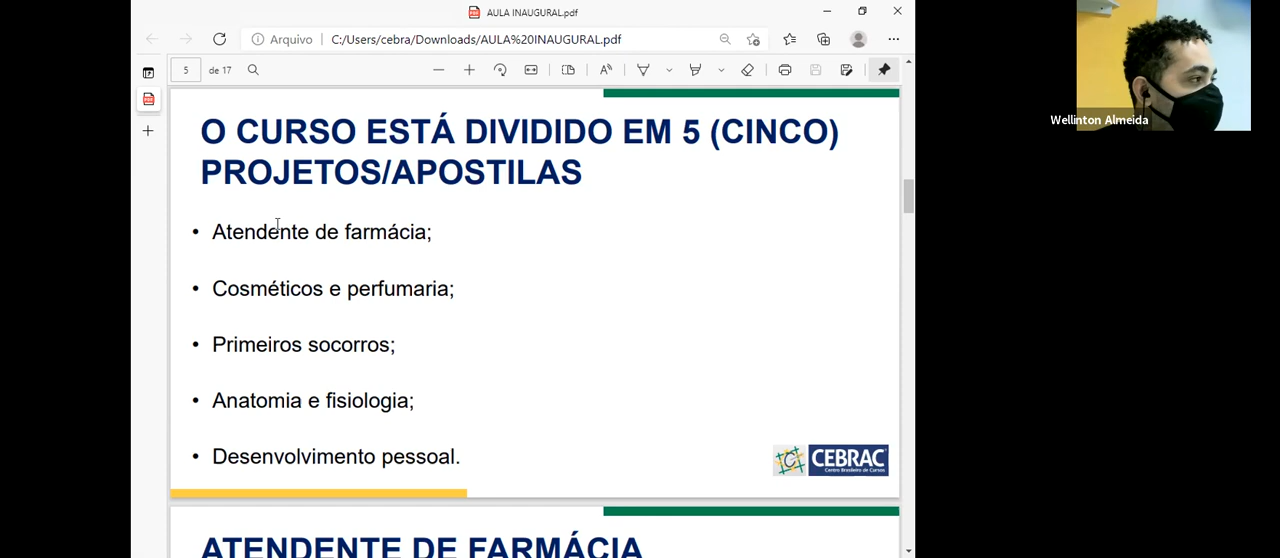 AULA INAUGURAL.pdf
Arquivo
C:/Users/cebra/Downloads/AULA%20INAUGURAL.pdf
5 de 17
Wellinton Almeida
O CURSO ESTÁ DIVIDIDO EM 5 (CINCO)
PROJETOS/APOSTILAS
• Atendente de farmácia;
• Cosméticos e perfumaria;
• Primeiros socorros;
• Anatomia e fisiologia;
• Desenvolvimento pessoal.
CEBRAC
Centro Brasileiro de Cursos
ATENDENTE DE FARMÁCIA